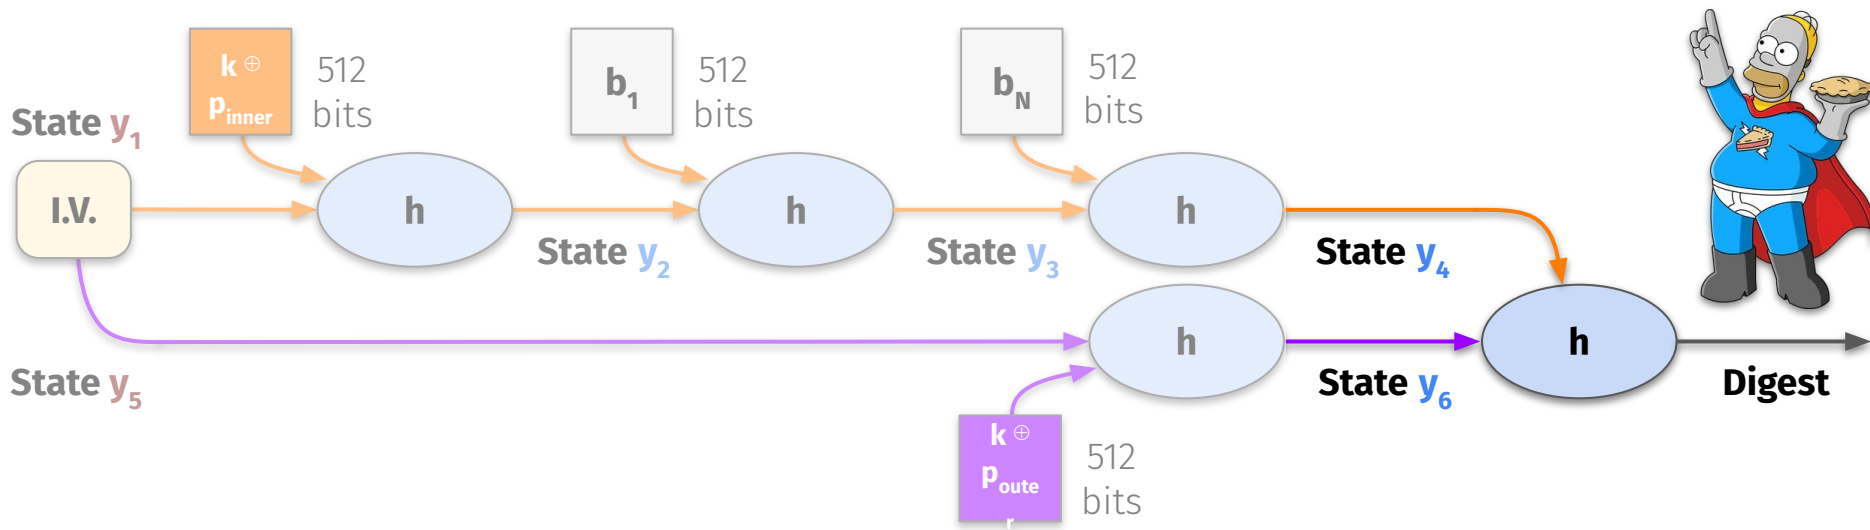 k ⊕
p_inner
512
bits
b_1
512
bits
b_N
512
bits
State y_1
I.V.
h
h
h
State y_2
State y_3
State y_4
h
h
State y_5
State y_6
Digest
k ⊕
p_oute
r
512
bits